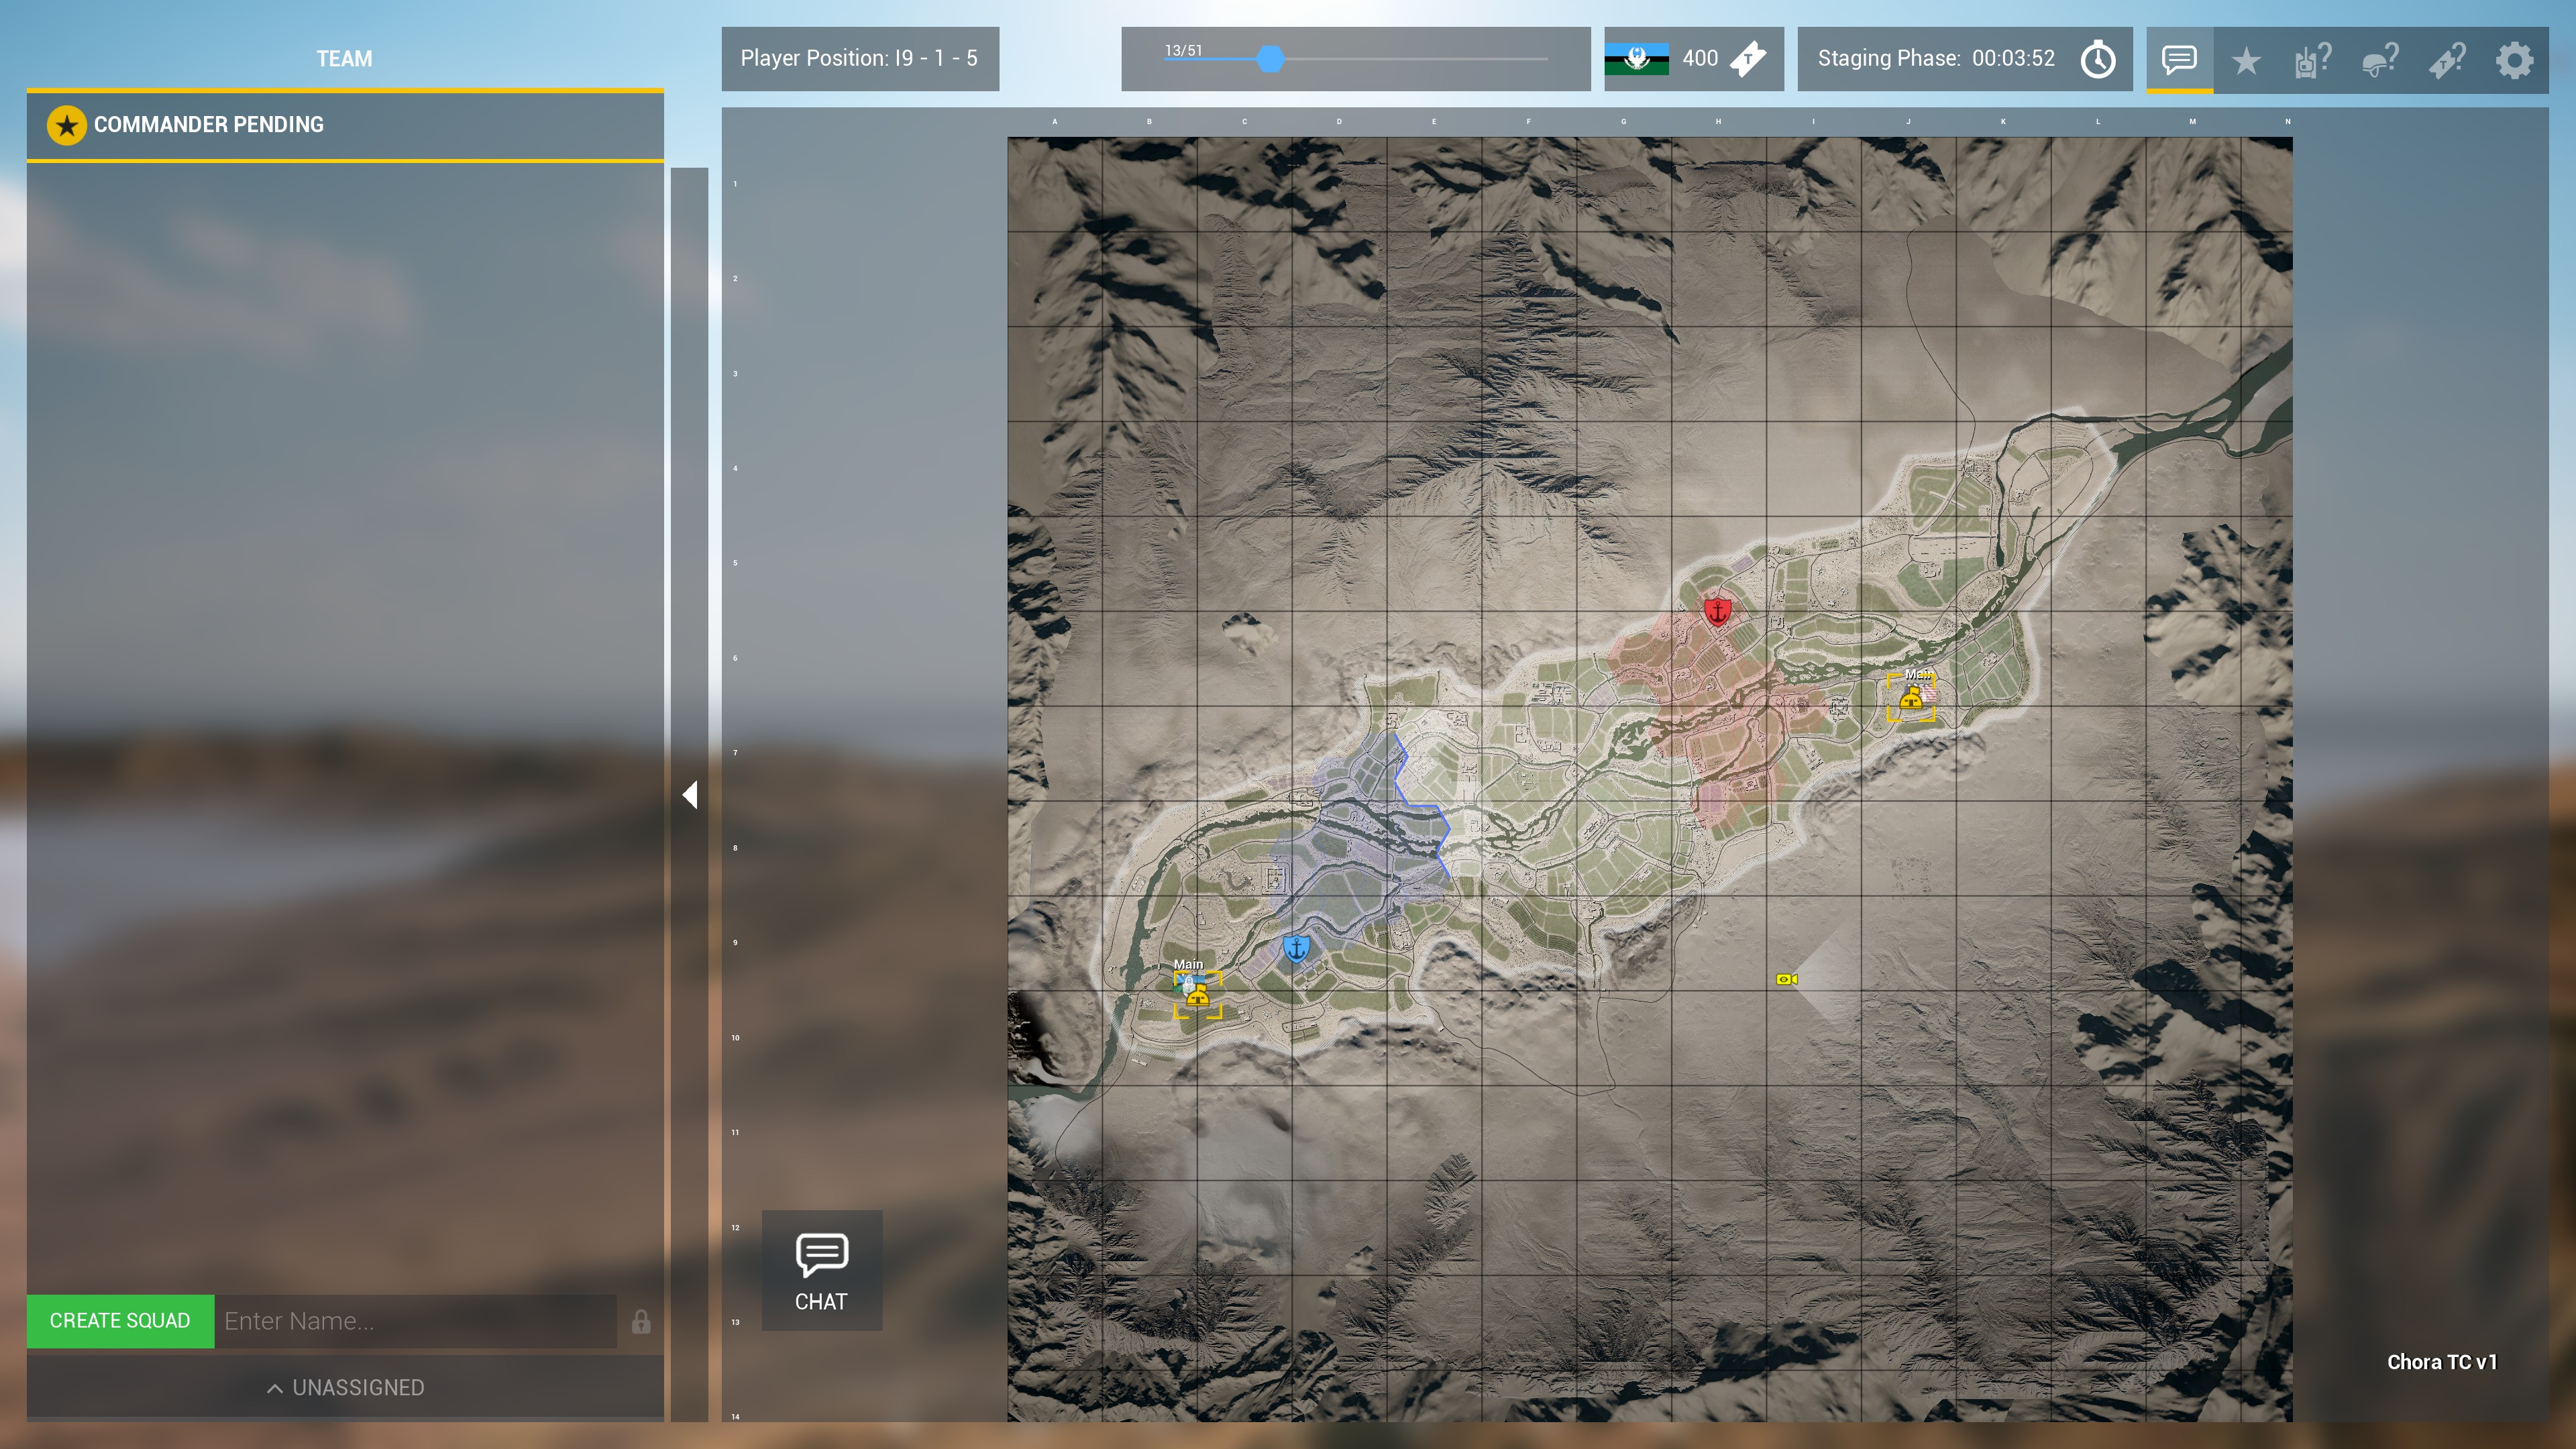 TEAM
Player Position: I9 - 1 - 5
13/51
400
T
Staging Phase: 00:03:52
? ? T?
COMMANDER PENDING
A B C D E F G H I J K L M N
1
2
3
4
5
6
Main
7
8
9
Main
10
11
12
CHAT
13
CREATE SQUAD Enter Name...
Chora TC v1
UNASSIGNED
14